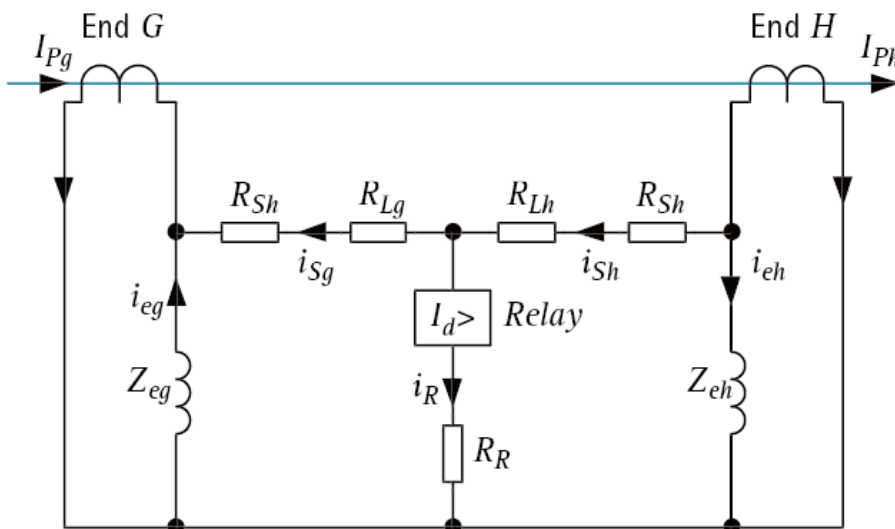 End G
End H
I_Pg
I_Ph
R_Sh
R_Lg
R_Lh
R_Sh
i_Sg
i_Sh
i_eg
i_eh
I_d>
Relay
Z_eg
i_R
Z_eh
R_R